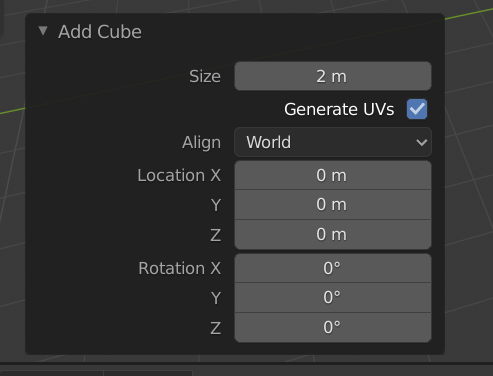 Add Cube
Size 2 m
Generate UVs
Align World
Location X 0 m
Y 0 m
Z 0 m
Rotation X 0°
Y 0°
Z 0°